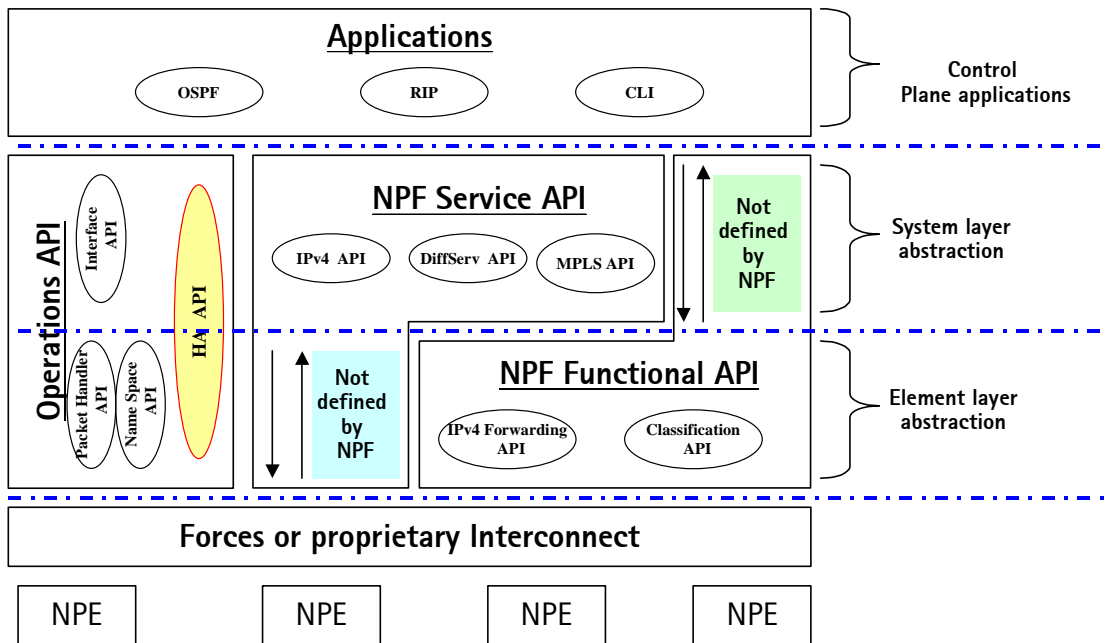 Applications
OSPF
RIP
CLI
Control
Plane applications
Operations API
Interface
API
HA API
Packet Handler
API
Name Space
API
NPF Service API
IPv4 API
DiffServ API
MPLS API
Not
defined
by
NPF
System layer
abstraction
Not
defined
by
NPF
NPF Functional API
IPv4 Forwarding
API
Classification
API
Element layer
abstraction
Forces or proprietary Interconnect
NPE
NPE
NPE
NPE